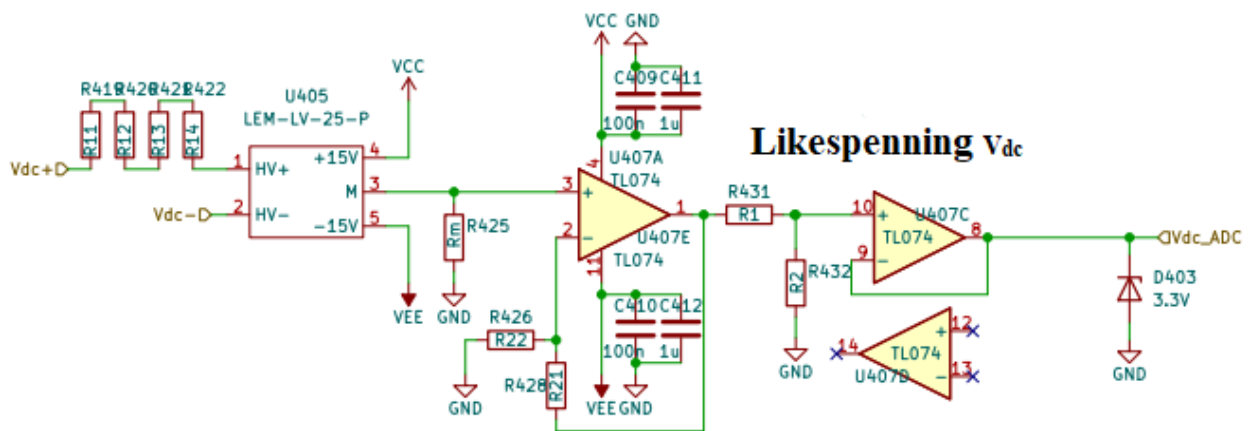 VCC
GND
R419
R420
R421
R422
VCC
C409
C411
U405
LEM-LV-25-P
100n
1u
Likespenning Vdc
R11
R12
R13
R14
4
U407A
TL074
+15V
4
Vdc+
1
HV+
M
3
3
+
R431
10
+
U407C
1
R1
TL074
8
Vdc_ADC
Vdc-
2
HV-
-15V
5
Rm
R425
2
-
U407E
9
-
11
TL074
R2
R432
D403
3.3V
VEE
GND
C410
C412
R426
12
+
R22
100n
1u
14
TL074
GND
R428
R21
VEE
GND
GND
U407D
-
13
GND